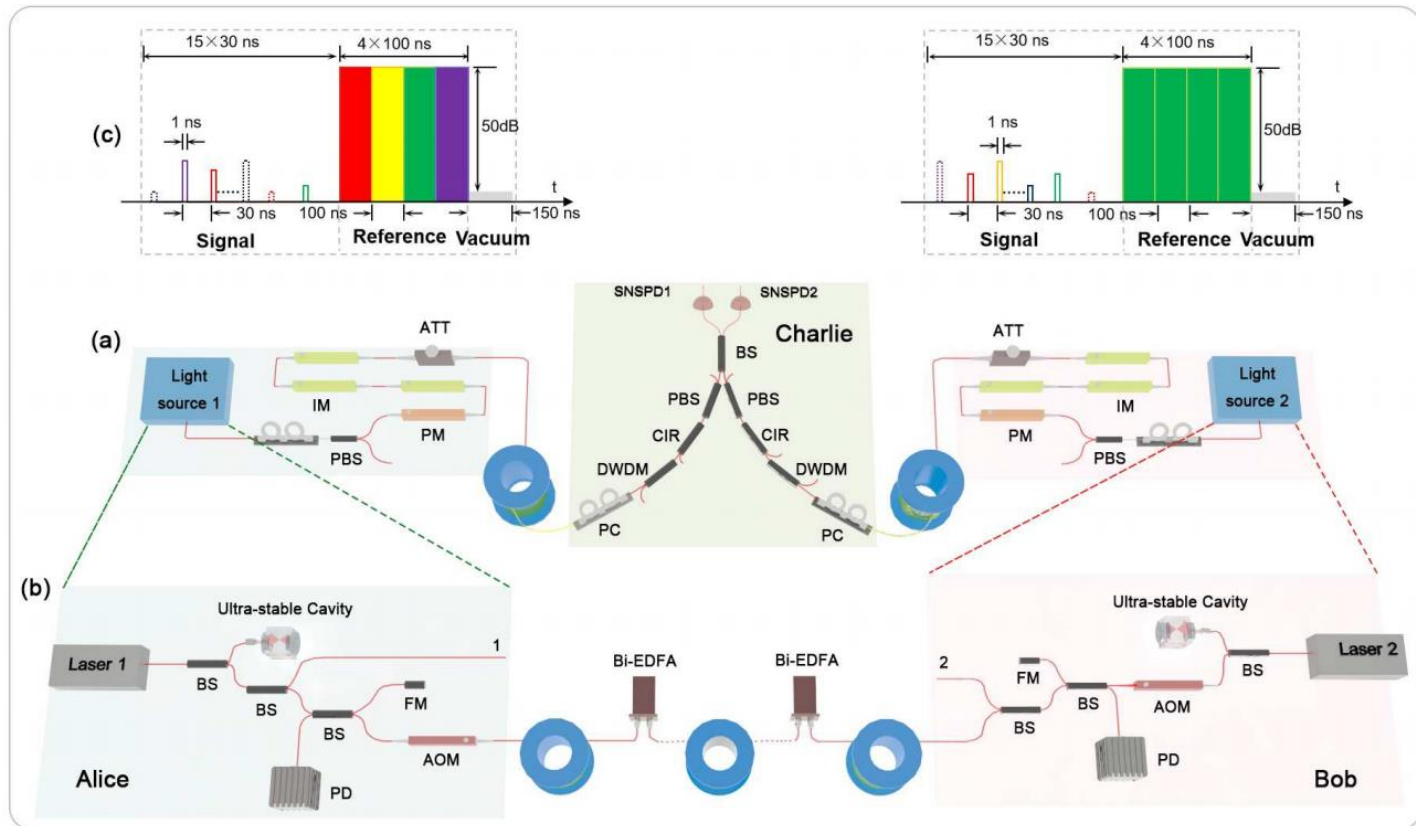 (c)
15×30 ns
4×100 ns
1 ns
50dB
t
30 ns
100 ns
150 ns
Signal
Reference
Vacuum
15×30 ns
4×100 ns
1 ns
50dB
t
30 ns
100 ns
150 ns
Signal
Reference
Vacuum
(a)
Light
source 1
PBS
PM
IM
ATT
SNSPD1
SNSPD2
Charlie
BS
PBS
PBS
CIR
CIR
DWDM
DWDM
PC
PC
ATT
IM
PM
PBS
Light
source 2
(b)
Laser 1
BS
Ultra-stable Cavity
BS
1
BS
FM
AOM
PD
Alice
Bi-EDFA
Bi-EDFA
2
BS
FM
BS
PD
AOM
Ultra-stable Cavity
BS
Laser 2
Bob